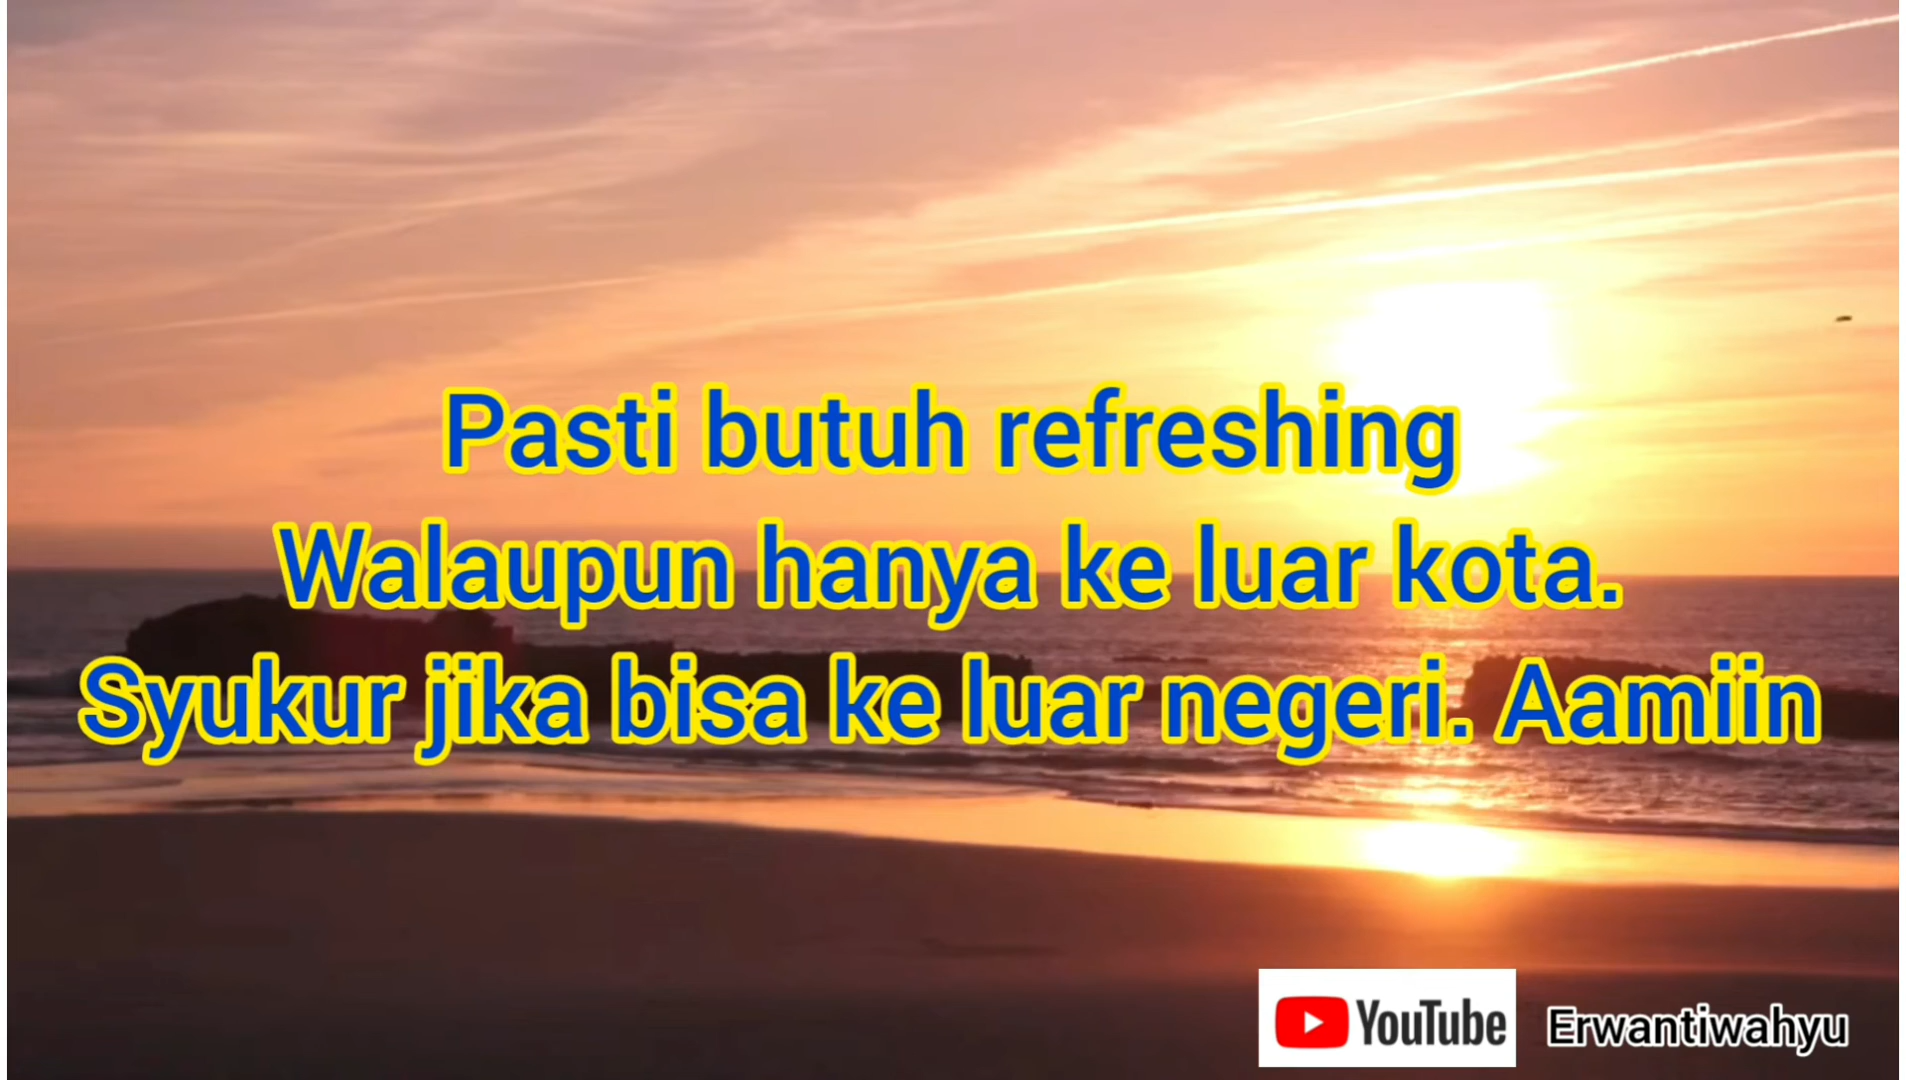 Pasti butuh refreshing
Walaupun hanya ke luar kota.
Syukur jika bisa ke luar negeri. Aamiin
YouTube Erwantiwahyu